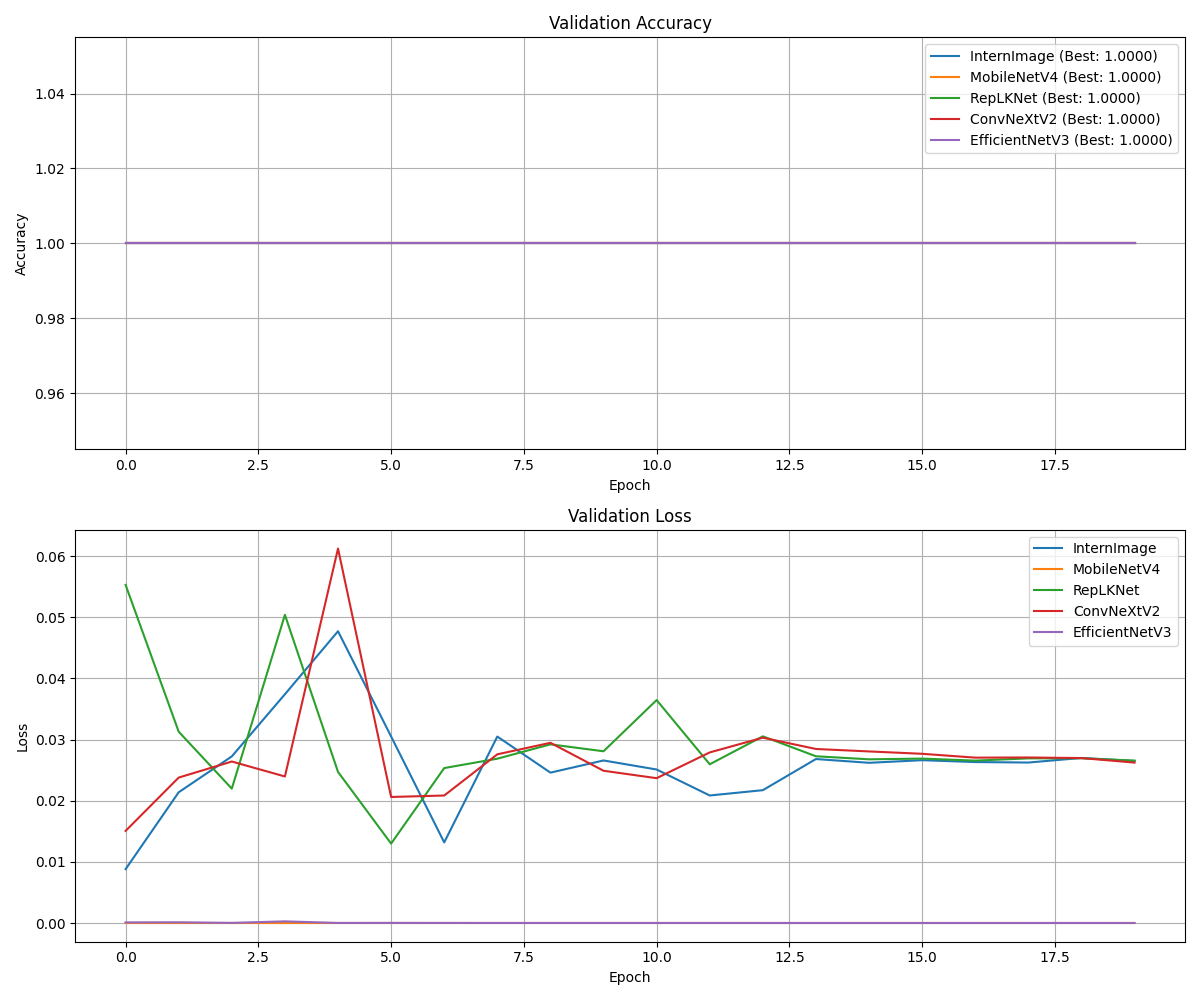 Validation Accuracy
InternImage (Best: 1.0000)
MobileNetV4 (Best: 1.0000)
RepLKNet (Best: 1.0000)
ConvNeXtV2 (Best: 1.0000)
EfficientNetV3 (Best: 1.0000)
Accuracy
1.04
1.02
1.00
0.98
0.96
0.0 2.5 5.0 7.5 10.0 12.5 15.0 17.5
Epoch
Validation Loss
InternImage
MobileNetV4
RepLKNet
ConvNeXtV2
EfficientNetV3
Loss
0.06
0.05
0.04
0.03
0.02
0.01
0.00
0.0 2.5 5.0 7.5 10.0 12.5 15.0 17.5
Epoch